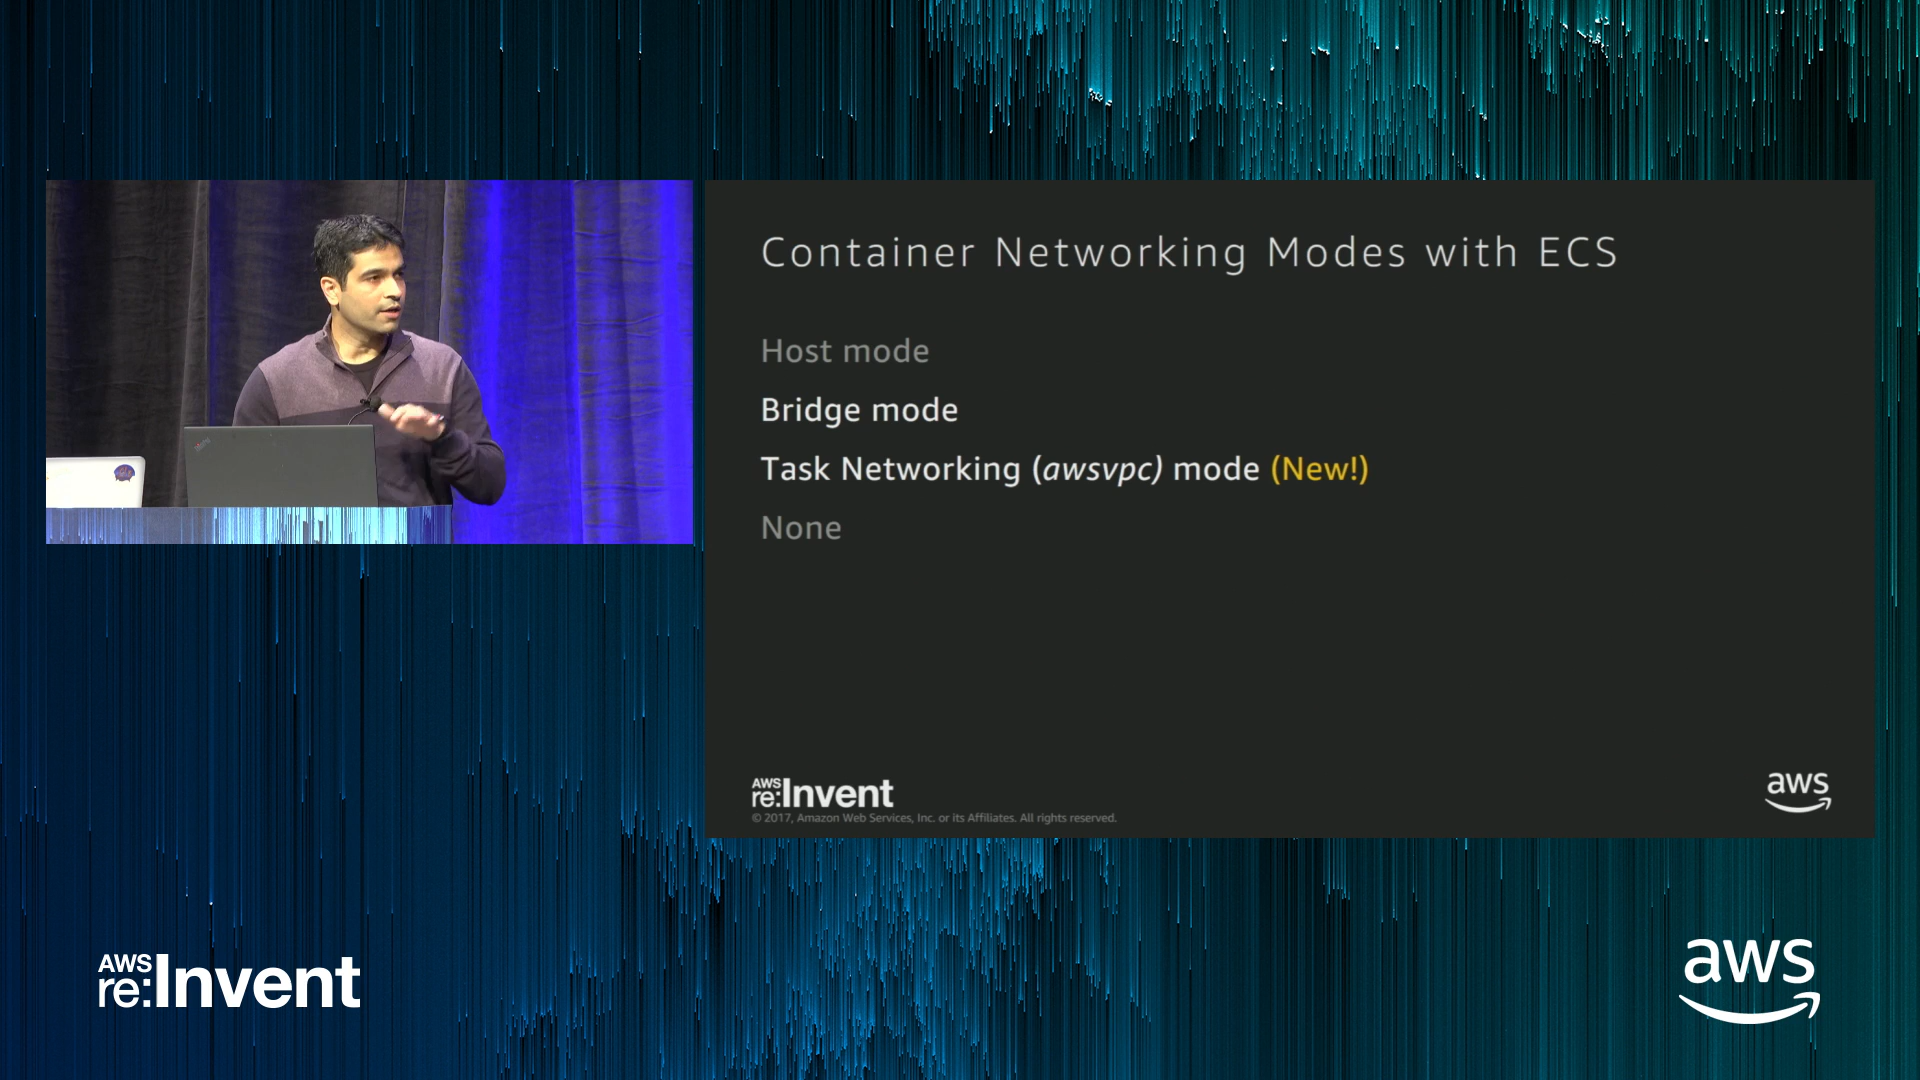 Container Networking Modes with ECS
Host mode
Bridge mode
Task Networking (awsvpc) mode (New!)
None
AWS
re:Invent
© 2017, Amazon Web Services, Inc. or its Affiliates. All rights reserved.
aws
AWS
re:Invent
aws